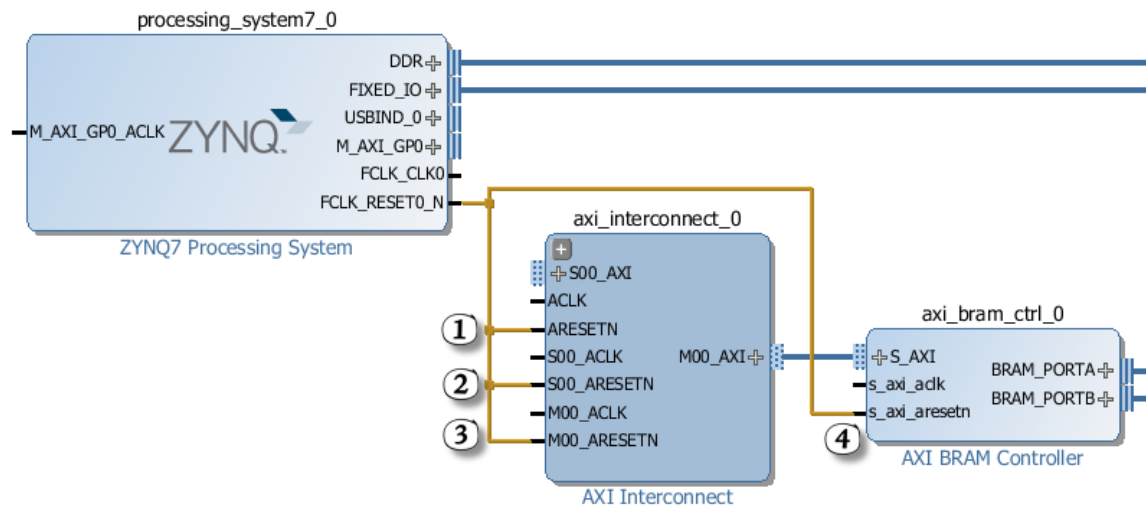 processing_system7_0
DDR
FIXED_IO
USBIND_0
M_AXI_GP0_ACLK
ZYNQ
M_AXI_GP0
FCLK_CLK0
FCLK_RESET0_N
ZYNQ7 Processing System
axi_interconnect_0
S00_AXI
ACLK
1
ARESETN
S00_ACLK
M00_AXI
2
S00_ARESETN
M00_ACLK
3
M00_ARESETN
AXI Interconnect
axi_bram_ctrl_0
S_AXI
BRAM_PORTA
s_axi_aclk
BRAM_PORTB
s_axi_aresetn
4
AXI BRAM Controller